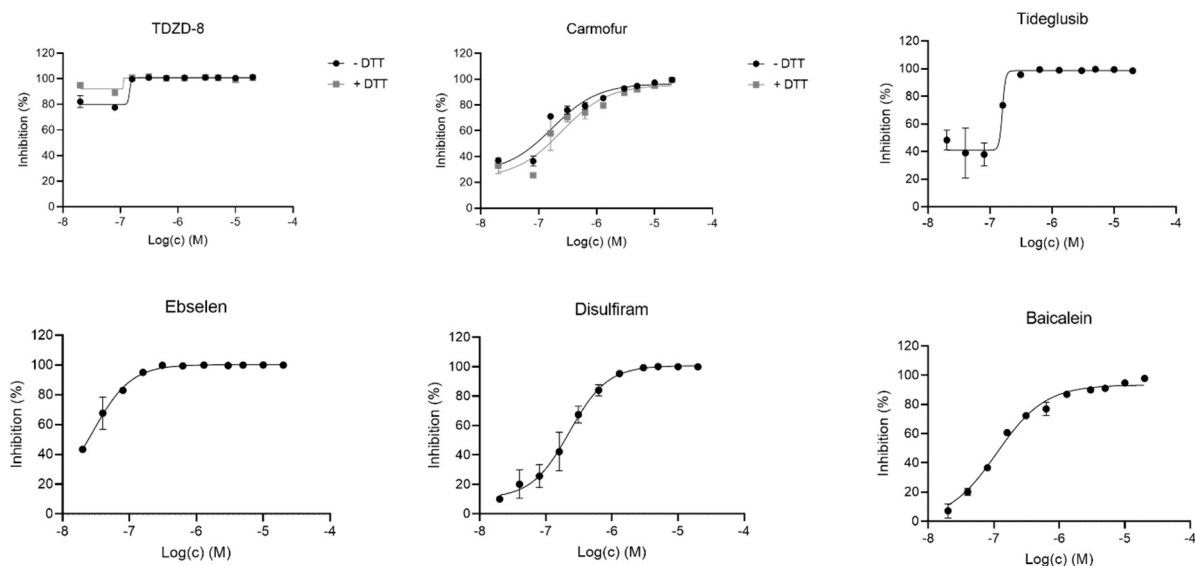 TDZD-8
120
100
80
60
40
20
0
Inhibition (%)
-8 -7 -6 -5 -4
Log(c) (M)
- DTT
+ DTT
Carmofur
120
100
80
60
40
20
0
Inhibition (%)
-8 -7 -6 -5 -4
Log(c) (M)
- DTT
+ DTT
Tideglusib
120
100
80
60
40
20
0
Inhibition (%)
-8 -7 -6 -5 -4
Log(c) (M)
Ebselen
120
100
80
60
40
20
0
Inhibition (%)
-8 -7 -6 -5 -4
Log(c) (M)
Disulfiram
120
100
80
60
40
20
0
Inhibition (%)
-8 -7 -6 -5 -4
Log(c) (M)
Baicalein
120
100
80
60
40
20
0
Inhibition (%)
-8 -7 -6 -5 -4
Log(c) (M)